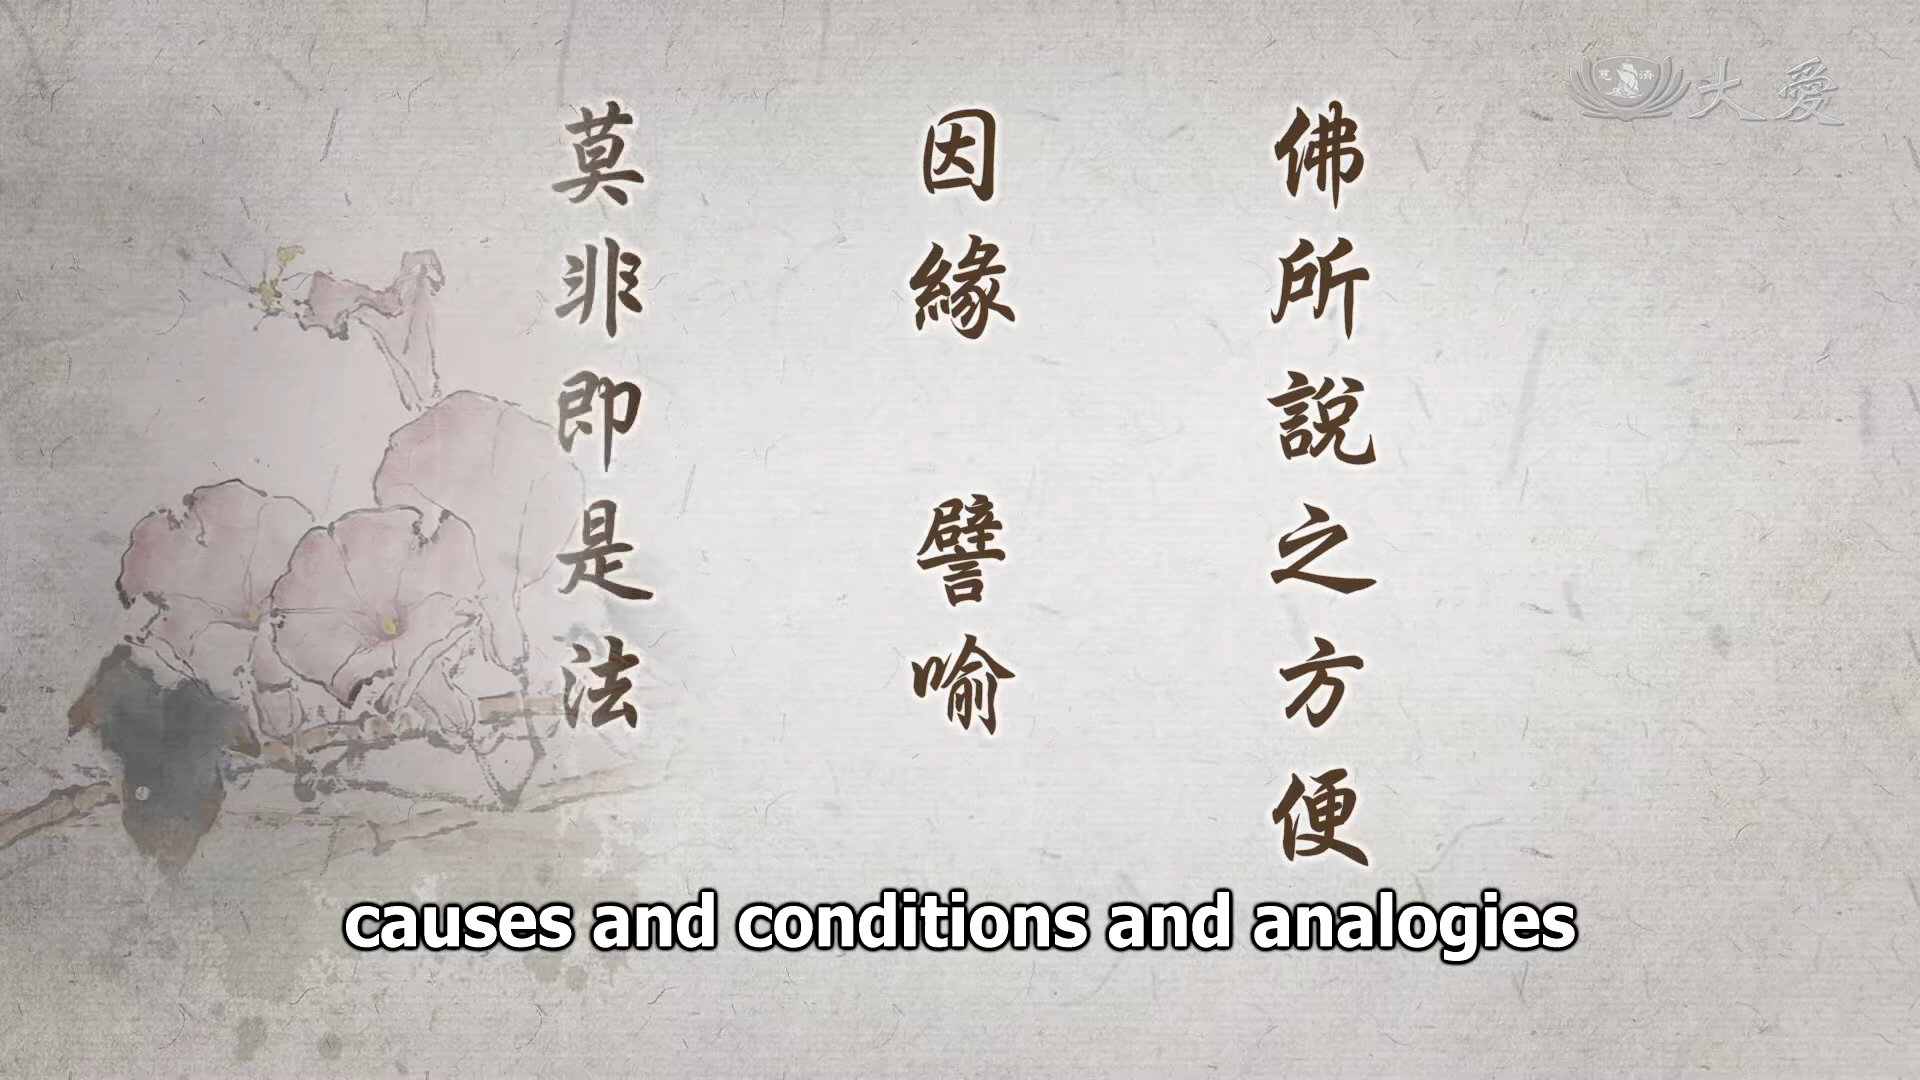 大愛
佛所說之方便
因緣 譬喻
莫非即是法
causes and conditions and analogies